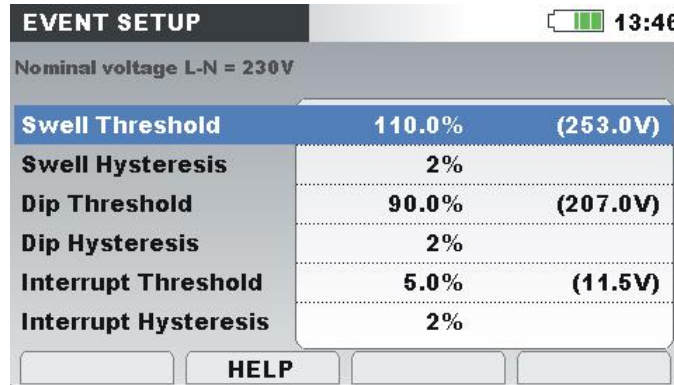 EVENT SETUP 13:46
Nominal voltage L-N = 230V
Swell Threshold 110.0% (253.0V)
Swell Hysteresis 2%
Dip Threshold 90.0% (207.0V)
Dip Hysteresis 2%
Interrupt Threshold 5.0% (11.5V)
Interrupt Hysteresis 2%
HELP